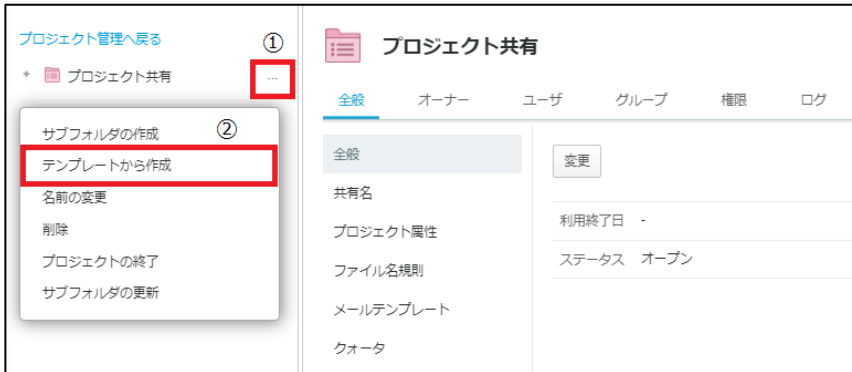 プロジェクト管理へ戻る
①
+ プロジェクト共有 ...
サブフォルダの作成 ②
テンプレートから作成
名前の変更
削除
プロジェクトの終了
サブフォルダの更新
プロジェクト共有
全般 オーナー ユーザ グループ 権限 ログ
全般
共有名
プロジェクト属性
ファイル名規則
メールテンプレート
クォータ
変更
利用終了日 -
ステータス オープン